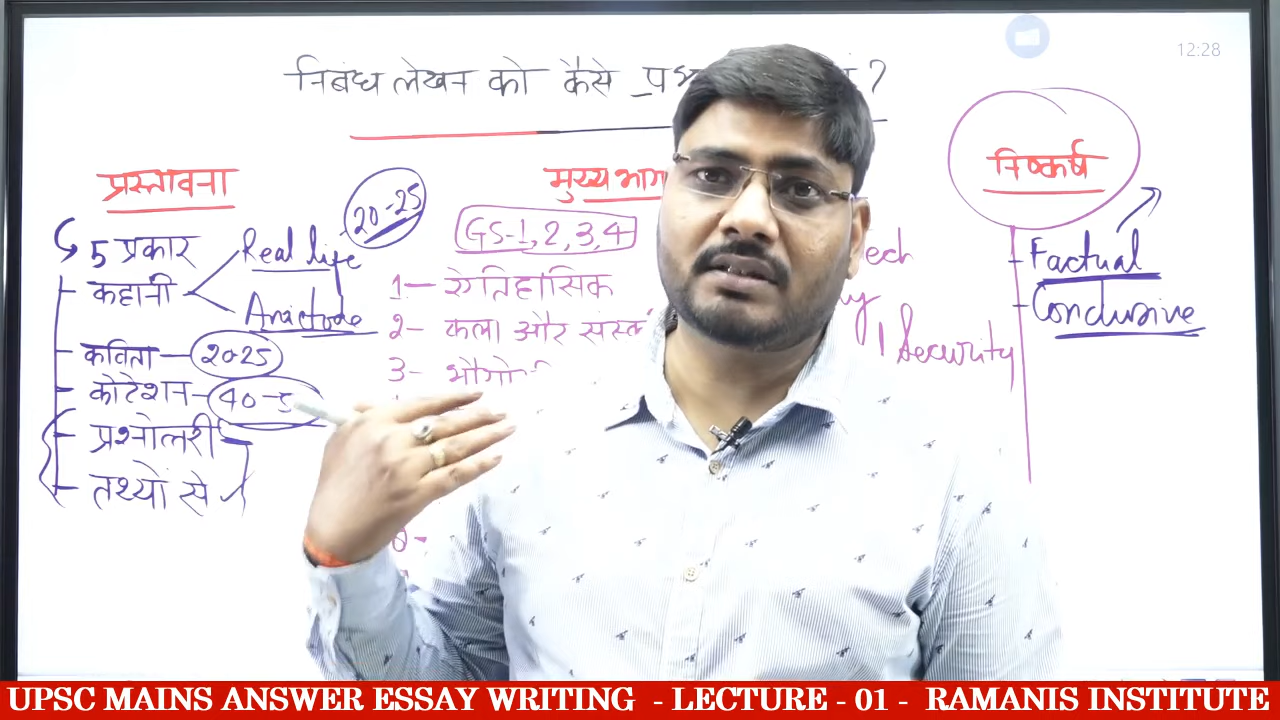 12:28
निबंध लेखन को कैसे ?
प्रस्तावना
5 प्रकार
कहानी
Real life
20-25
Anictode
कविता - 2025
कोटेशन -
प्रश्नोत्तरी
तथ्यों से
मुख्य भाग
GS-1, 2, 3, 4
1- ऐतिहासिक
2- कला और
3-
Security
निष्कर्ष
- Factual
- Conclusive
UPSC MAINS ANSWER ESSAY WRITING - LECTURE - 01 - RAMANIS INSTITUTE